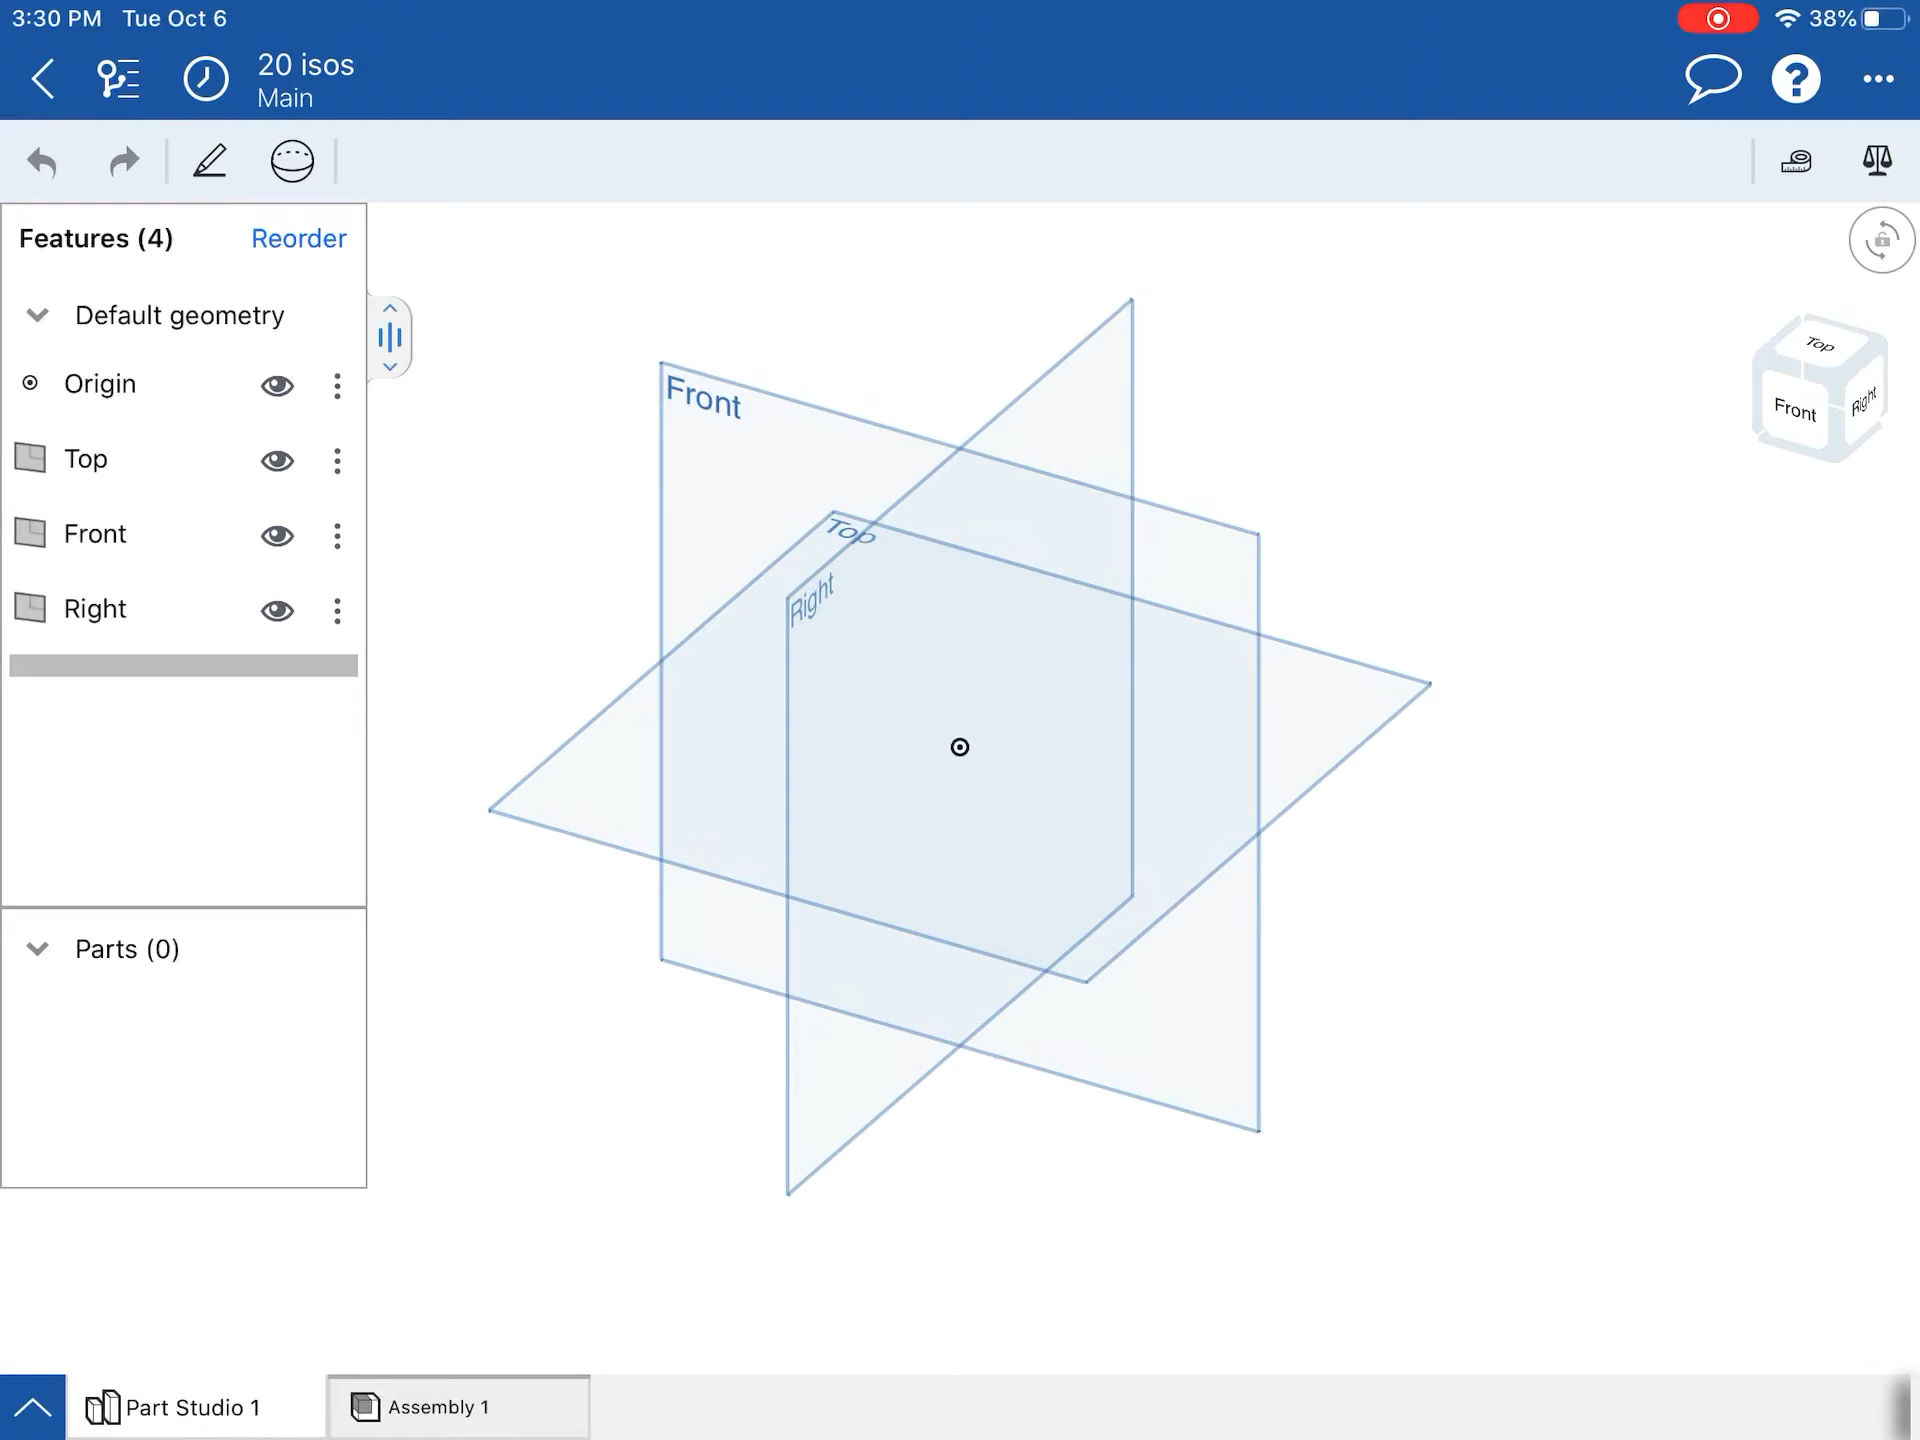 3:30 PM Tue Oct 6
38%
20 isos
Main
Features (4) Reorder
Default geometry
Origin
Top
Front
Right
Parts (0)
Front
Top
Right
Top
Front
Right
Part Studio 1
Assembly 1